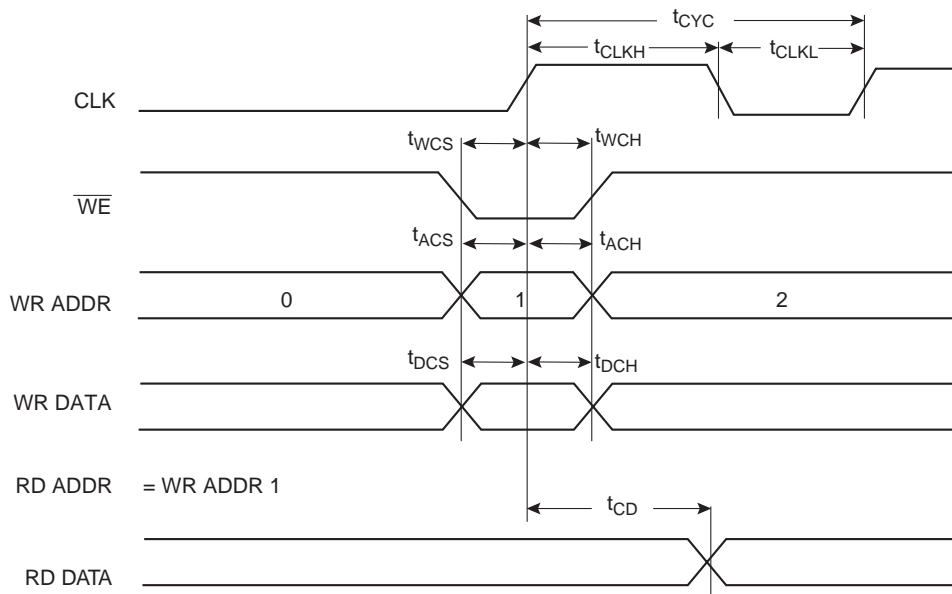 tCYC
tCLKH tCLKL
CLK
tWCS tWCH
WE
tACS tACH
WR ADDR 0 1 2
tDCS tDCH
WR DATA
RD ADDR = WR ADDR 1
tCD
RD DATA